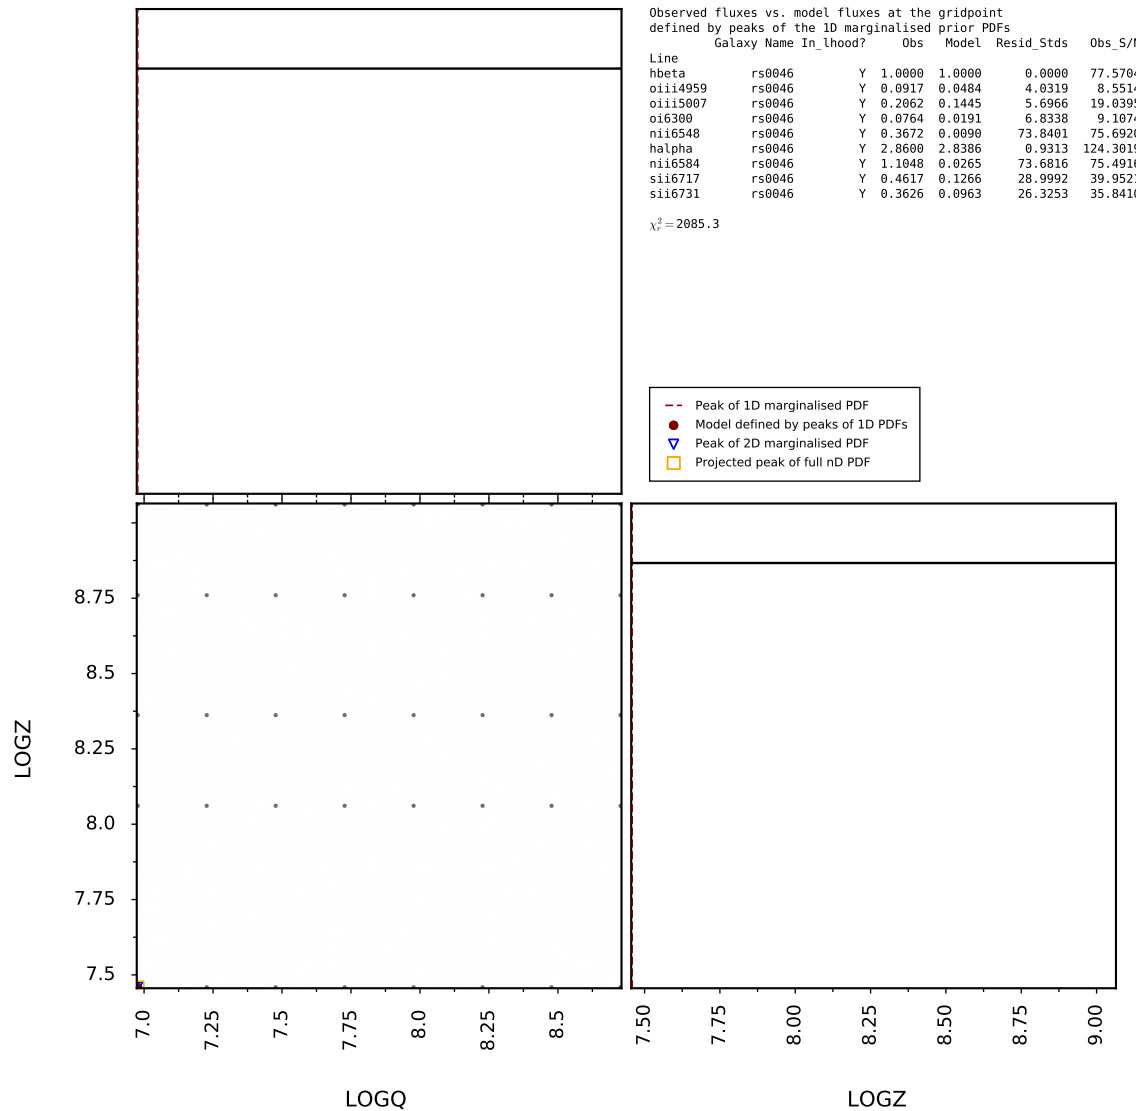 Observed fluxes vs. model fluxes at the gridpoint
defined by peaks of the 1D marginalised prior PDFs
Galaxy Name In_lhood? Obs Model Resid_Stds Obs_S/N
Line
hbeta rs0046 Y 1.0000 1.0000 0.0000 77.5704
oiii4959 rs0046 Y 0.0917 0.0484 4.0319 8.5514
oiii5007 rs0046 Y 0.2062 0.1445 5.6966 19.0395
oi6300 rs0046 Y 0.0764 0.0191 6.8338 9.1074
nii6548 rs0046 Y 0.3672 0.0090 73.8401 75.6920
halpha rs0046 Y 2.8600 2.8386 0.9313 124.3019
nii6584 rs0046 Y 1.1048 0.0265 73.6816 75.4916
sii6717 rs0046 Y 0.4617 0.1266 28.9992 39.9521
sii6731 rs0046 Y 0.3626 0.0963 26.3253 35.8410
χ²ᵣ = 2085.3
Peak of 1D marginalised PDF
Model defined by peaks of 1D PDFs
Peak of 2D marginalised PDF
Projected peak of full nD PDF
LOGZ
8.75
8.5
8.25
8.0
7.75
7.5
7.0 7.25 7.5 7.75 8.0 8.25 8.5
7.50 7.75 8.00 8.25 8.50 8.75 9.00
LOGQ
LOGZ